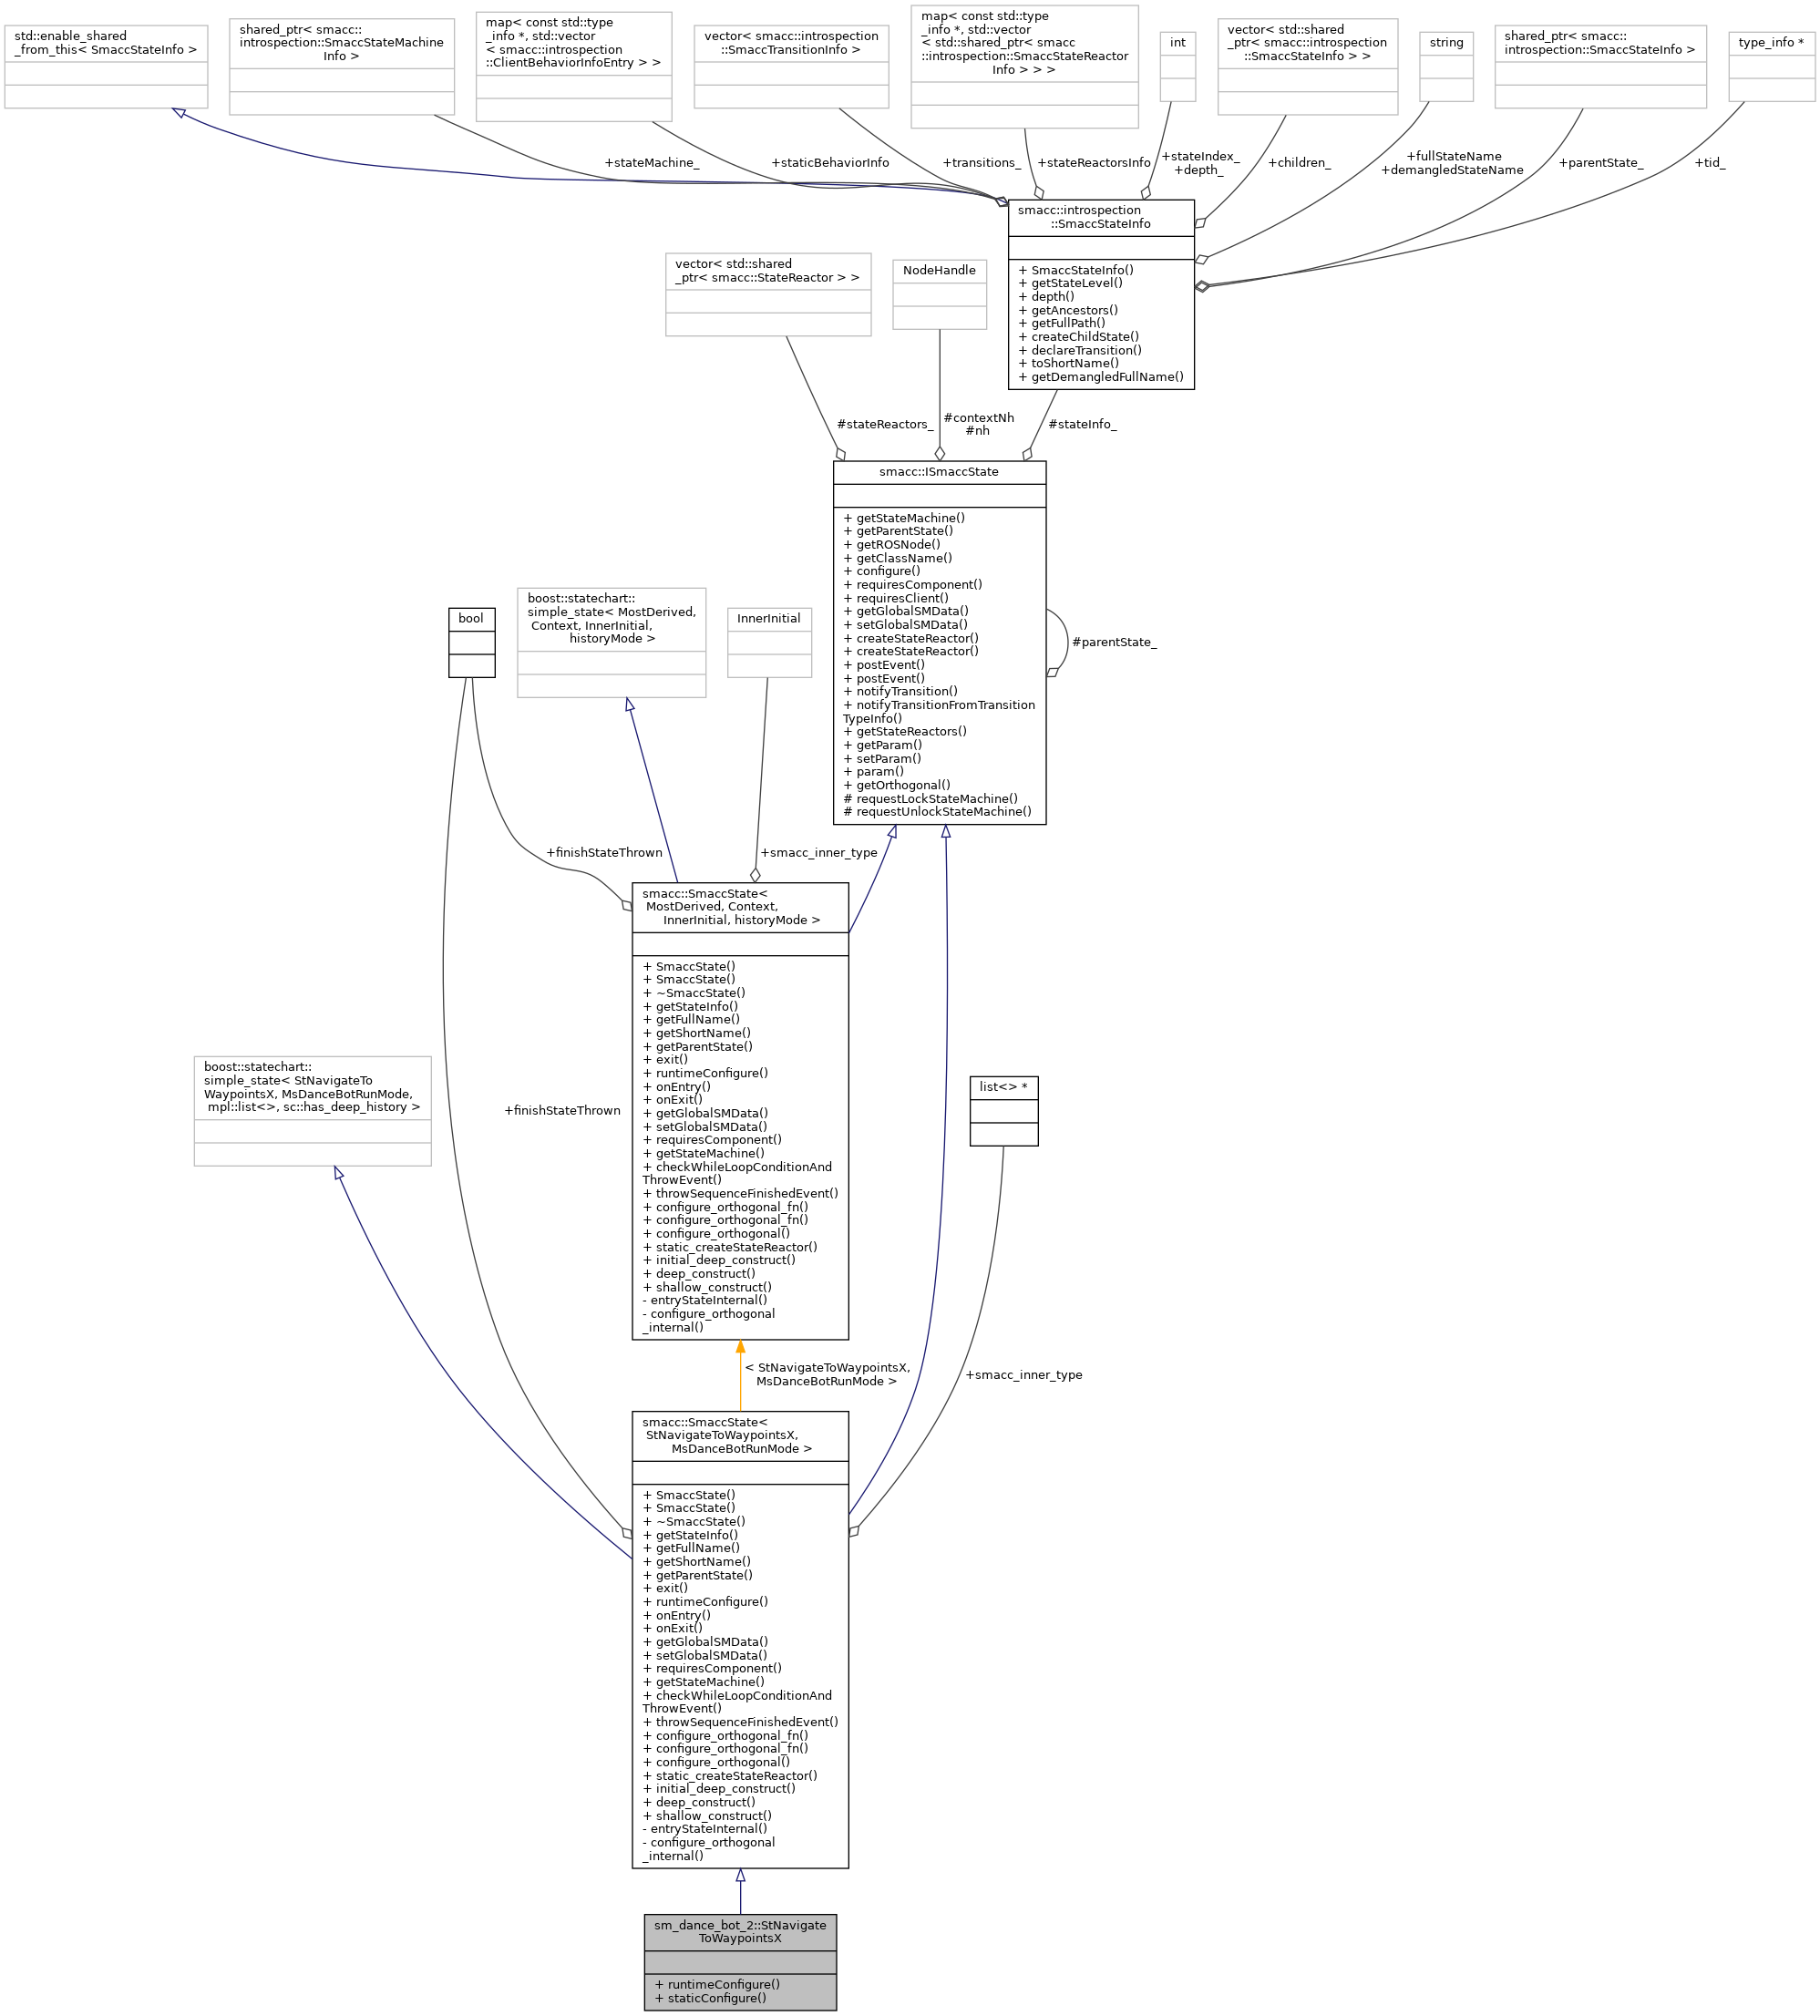 std::enable_shared
_from_this< SmaccStateInfo >
shared_ptr< smacc::
introspection::SmaccStateMachine
Info >
map< const std::type
_info *, std::vector
< smacc::introspection
::ClientBehaviorInfoEntry > >
vector< smacc::introspection
::SmaccTransitionInfo >
map< const std::type
_info *, std::vector
< std::shared_ptr< smacc
::introspection::SmaccStateReactor
Info > > >
int
vector< std::shared
_ptr< smacc::introspection
::SmaccStateInfo > >
string
shared_ptr< smacc::
introspection::SmaccStateInfo >
type_info *
+stateMachine_
+staticBehaviorInfo
+transitions_
+stateReactorsInfo
+stateIndex_
+depth_
+children_
+fullStateName
+demangledStateName
+parentState_
+tid_
smacc::introspection
::SmaccStateInfo
+ SmaccStateInfo()
+ getStateLevel()
+ depth()
+ getAncestors()
+ getFullPath()
+ createChildState()
+ declareTransition()
+ toShortName()
+ getDemangledFullName()
vector< std::shared
_ptr< smacc::StateReactor > >
NodeHandle
#stateReactors_
#contextNh
#nh
#stateInfo_
smacc::ISmaccState
+ getStateMachine()
+ getParentState()
+ getROSNode()
+ getClassName()
+ configure()
+ requiresComponent()
+ requiresClient()
+ getGlobalSMData()
+ setGlobalSMData()
+ createStateReactor()
+ createStateReactor()
+ postEvent()
+ postEvent()
+ notifyTransition()
+ notifyTransitionFromTransition
TypeInfo()
+ getStateReactors()
+ getParam()
+ setParam()
+ param()
+ getOrthogonal()
# requestLockStateMachine()
# requestUnlockStateMachine()
#parentState_
bool
boost::statechart::
simple_state< MostDerived,
Context, InnerInitial,
historyMode >
InnerInitial
+finishStateThrown
+smacc_inner_type
smacc::SmaccState<
MostDerived, Context,
InnerInitial, historyMode >
+ SmaccState()
+ SmaccState()
+ ~SmaccState()
+ getStateInfo()
+ getFullName()
+ getShortName()
+ getParentState()
+ exit()
+ runtimeConfigure()
+ onEntry()
+ onExit()
+ getGlobalSMData()
+ setGlobalSMData()
+ requiresComponent()
+ getStateMachine()
+ checkWhileLoopConditionAnd
ThrowEvent()
+ throwSequenceFinishedEvent()
+ configure_orthogonal_fn()
+ configure_orthogonal_fn()
+ configure_orthogonal()
+ static_createStateReactor()
+ initial_deep_construct()
+ deep_construct()
+ shallow_construct()
- entryStateInternal()
- configure_orthogonal
_internal()
boost::statechart::
simple_state< StNavigateTo
WaypointsX, MsDanceBotRunMode,
mpl::list<>, sc::has_deep_history >
+finishStateThrown
list<> *
< StNavigateToWaypointsX,
MsDanceBotRunMode >
+smacc_inner_type
smacc::SmaccState<
StNavigateToWaypointsX,
MsDanceBotRunMode >
+ SmaccState()
+ SmaccState()
+ ~SmaccState()
+ getStateInfo()
+ getFullName()
+ getShortName()
+ getParentState()
+ exit()
+ runtimeConfigure()
+ onEntry()
+ onExit()
+ getGlobalSMData()
+ setGlobalSMData()
+ requiresComponent()
+ getStateMachine()
+ checkWhileLoopConditionAnd
ThrowEvent()
+ throwSequenceFinishedEvent()
+ configure_orthogonal_fn()
+ configure_orthogonal_fn()
+ configure_orthogonal()
+ static_createStateReactor()
+ initial_deep_construct()
+ deep_construct()
+ shallow_construct()
- entryStateInternal()
- configure_orthogonal
_internal()
sm_dance_bot_2::StNavigate
ToWaypointsX
+ runtimeConfigure()
+ staticConfigure()